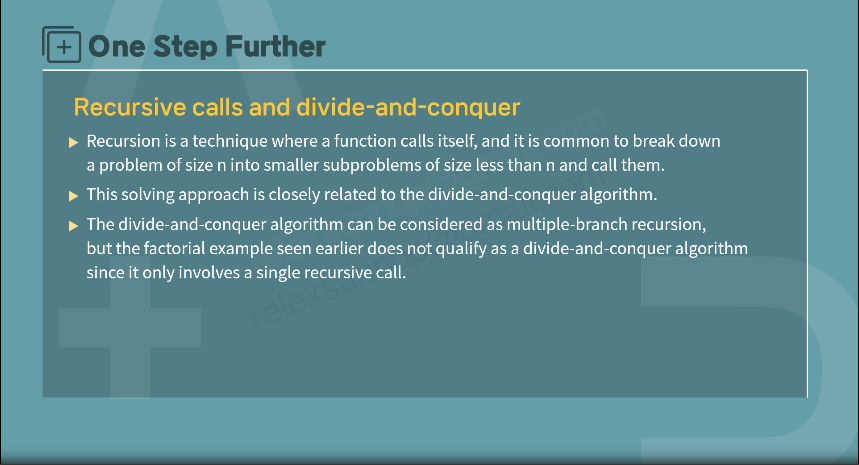 One Step Further
Recursive calls and divide-and-conquer
Recursion is a technique where a function calls itself, and it is common to break down
a problem of size n into smaller subproblems of size less than n and call them.
This solving approach is closely related to the divide-and-conquer algorithm.
The divide-and-conquer algorithm can be considered as multiple-branch recursion,
but the factorial example seen earlier does not qualify as a divide-and-conquer algorithm
since it only involves a single recursive call.